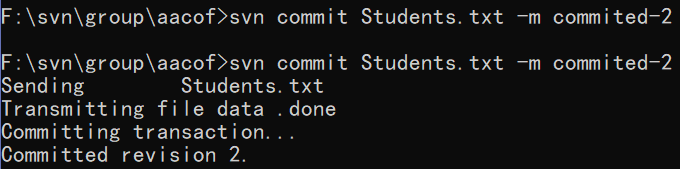 F:\svn\group\aacof>svn commit Students.txt -m commited-2
F:\svn\group\aacof>svn commit Students.txt -m commited-2
Sending        Students.txt
Transmitting file data .done
Committing transaction...
Committed revision 2.